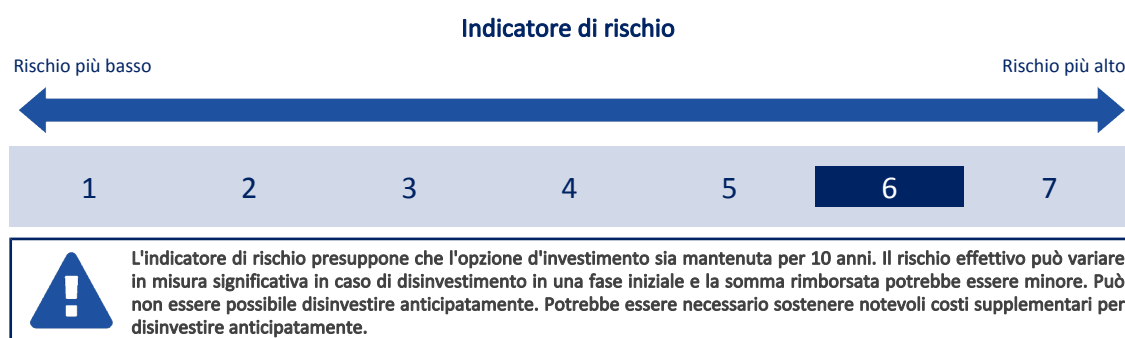 Indicatore di rischio
Rischio più basso
Rischio più alto
1 2 3 4 5 6 7
L'indicatore di rischio presuppone che l'opzione d'investimento sia mantenuta per 10 anni. Il rischio effettivo può variare
in misura significativa in caso di disinvestimento in una fase iniziale e la somma rimborsata potrebbe essere minore. Può
non essere possibile disinvestire anticipatamente. Potrebbe essere necessario sostenere notevoli costi supplementari per
disinvestire anticipatamente.